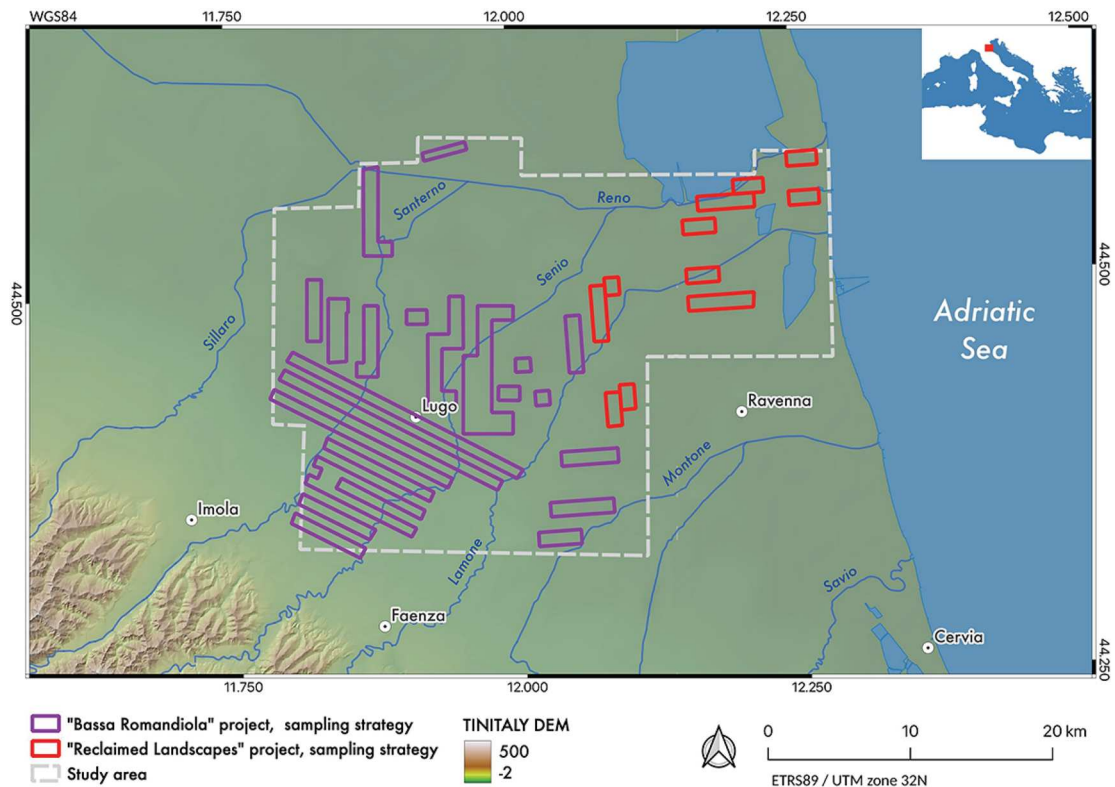 WGS84
11.750
12.000
12.250
12.500
44.500
44.500
Santerno
Reno
Senio
Sillaro
Adriatic
Sea
Lugo
Ravenna
Montone
Imola
Lamone
Savio
Faenza
Cervia
44.250
11.750
12.000
12.250
"Bassa Romandiola" project, sampling strategy
"Reclaimed Landscapes" project, sampling strategy
Study area
TINITALY DEM
500
-2
0
10
20 km
ETRS89 / UTM zone 32N